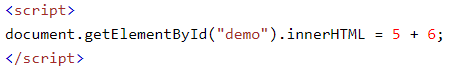 <script>
document.getElementById("demo").innerHTML = 5 + 6;
</script>